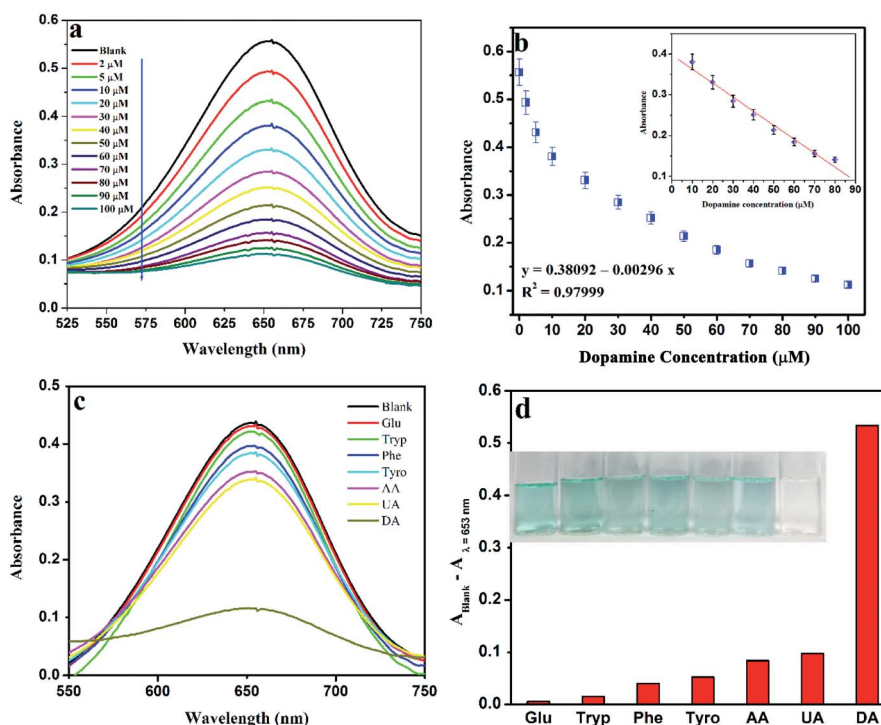 a
Blank
2 μM
5 μM
10 μM
20 μM
30 μM
40 μM
50 μM
60 μM
70 μM
80 μM
90 μM
100 μM
0.6
0.5
0.4
0.3
0.2
0.1
0.0
Absorbance
525 550 575 600 625 650 675 700 725 750
Wavelength (nm)
b
0.6
0.5
0.4
0.3
0.2
0.1
Absorbance
y = 0.38092 – 0.00296 x
R² = 0.97999
0 10 20 30 40 50 60 70 80 90 100
Dopamine Concentration (μM)
0.4
0.3
0.2
0.1
Absorbance
0 10 20 30 40 50 60 70 80 90
Dopamine concentration (μM)
c
Blank
Glu
Tryp
Phe
Tyro
AA
UA
DA
0.5
0.4
0.3
0.2
0.1
0.0
Absorbance
550 600 650 700 750
Wavelength (nm)
d
0.6
0.5
0.4
0.3
0.2
0.1
0.0
A Blank - A λ = 653 nm
Glu Tryp Phe Tyro AA UA DA